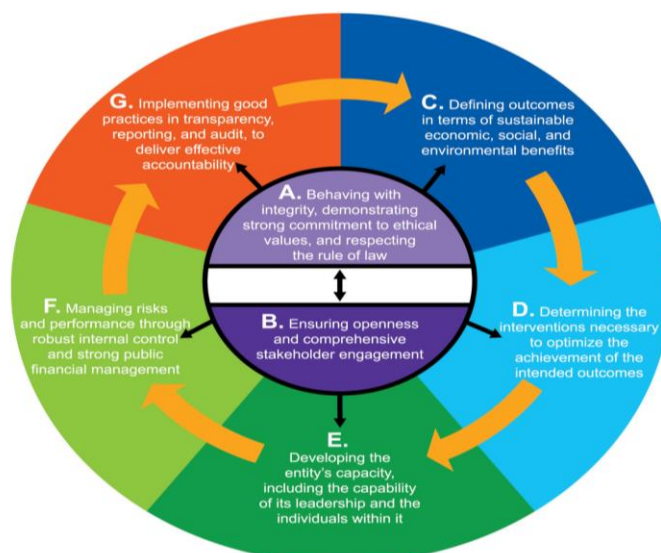 G. Implementing good
practices in transparency,
reporting, and audit, to
deliver effective
accountability
C. Defining outcomes
in terms of sustainable
economic, social, and
environmental benefits
A. Behaving with
integrity, demonstrating
strong commitment to ethical
values, and respecting
the rule of law
B. Ensuring openness
and comprehensive
stakeholder engagement
D. Determining the
interventions necessary
to optimize the
achievement of the
intended outcomes
E.
Developing the
entity's capacity,
including the capability
of its leadership and the
individuals within it
F. Managing risks
and performance through
robust internal control
and strong public
financial management